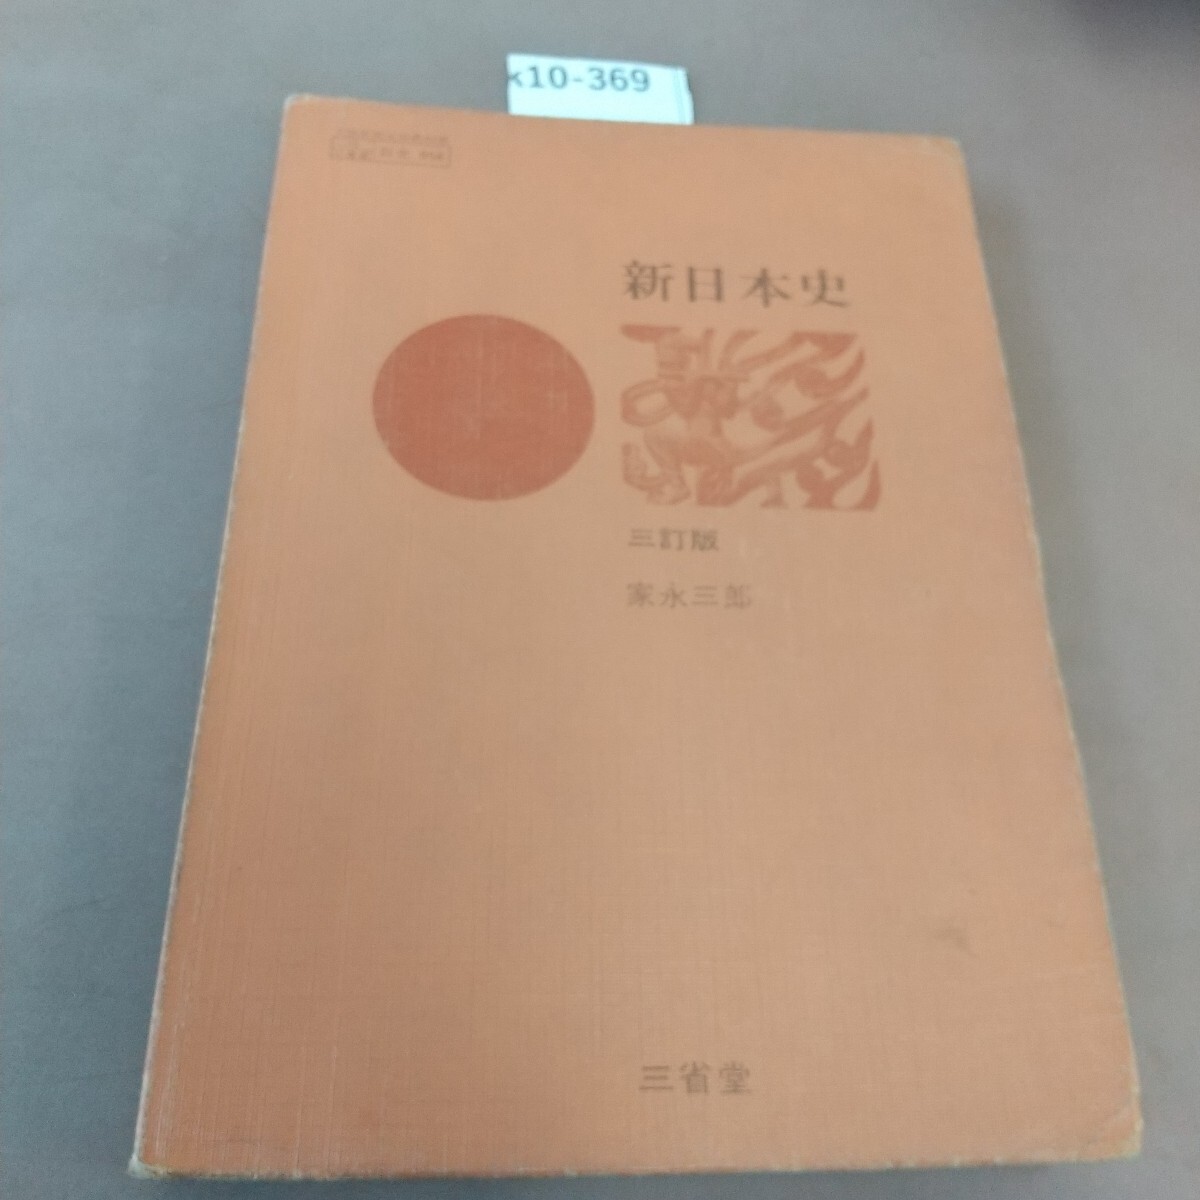 k10-369
新日本史
三訂版
家永三郎
三省堂